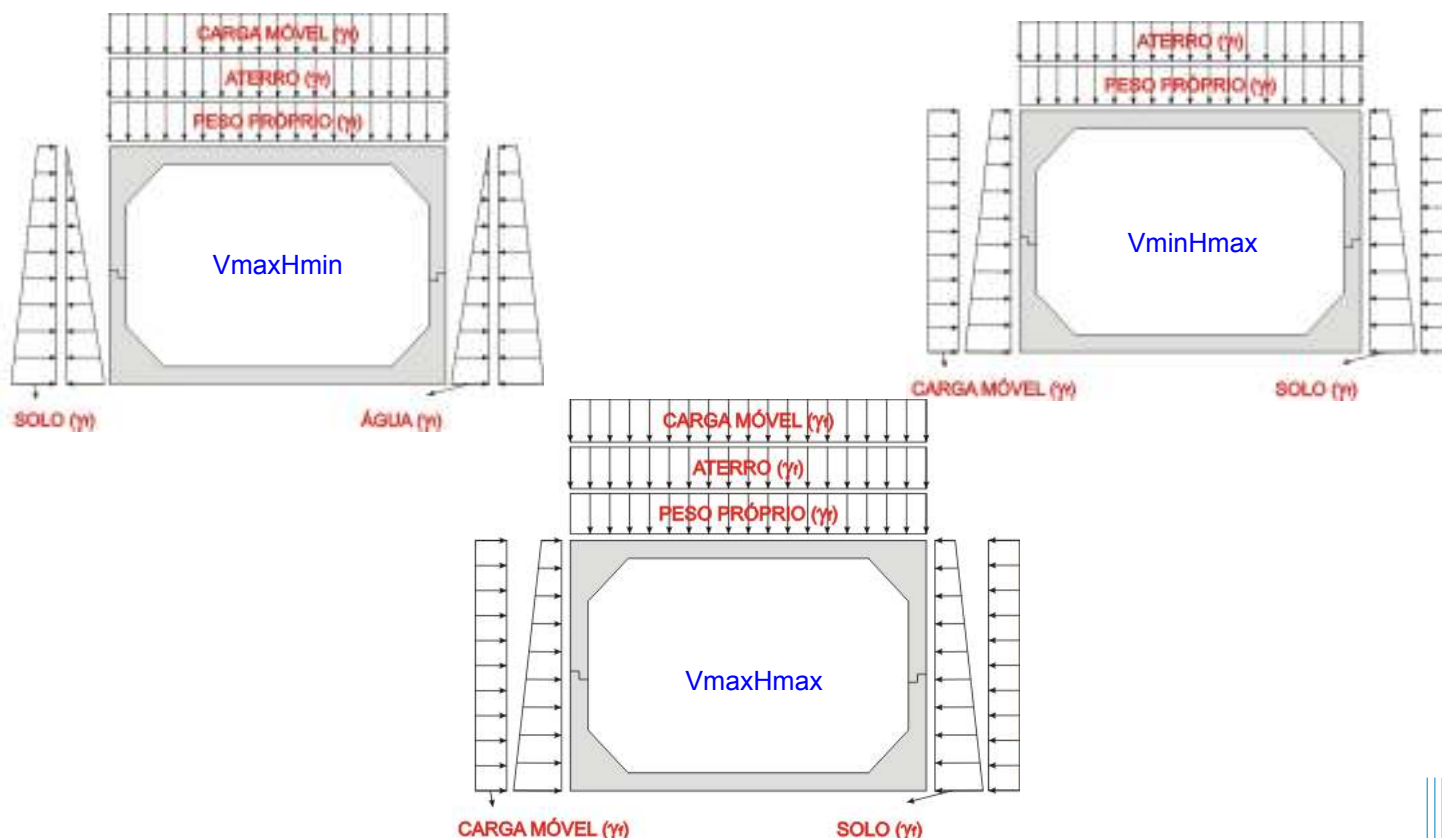 CARGA MÓVEL (γf)
ATERRO (γf)
PESO PRÓPRIO (γf)
VmaxHmin
SOLO (γf)
ÁGUA (γf)
ATERRO (γf)
PESO PRÓPRIO (γf)
VminHmax
CARGA MÓVEL (γf)
SOLO (γf)
CARGA MÓVEL (γf)
ATERRO (γf)
PESO PRÓPRIO (γf)
VmaxHmax
CARGA MÓVEL (γf)
SOLO (γf)